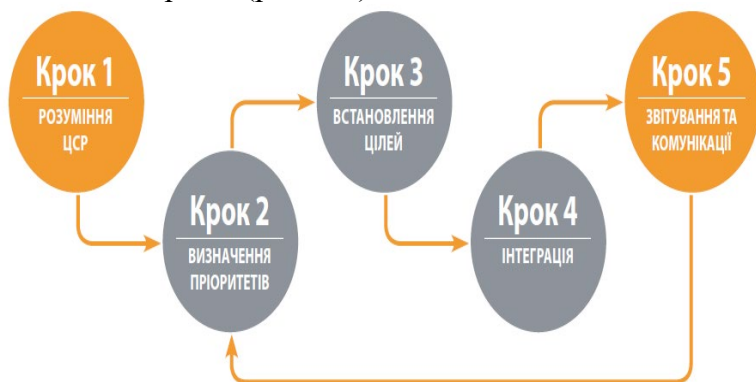 Крок 1
РОЗУМІННЯ
ЦСР
Крок 2
ВИЗНАЧЕННЯ
ПРІОРИТЕТІВ
Крок 3
ВСТАНОВЛЕННЯ
ЦІЛЕЙ
Крок 4
ІНТЕГРАЦІЯ
Крок 5
ЗВІТУВАННЯ ТА
КОМУНІКАЦІЇ